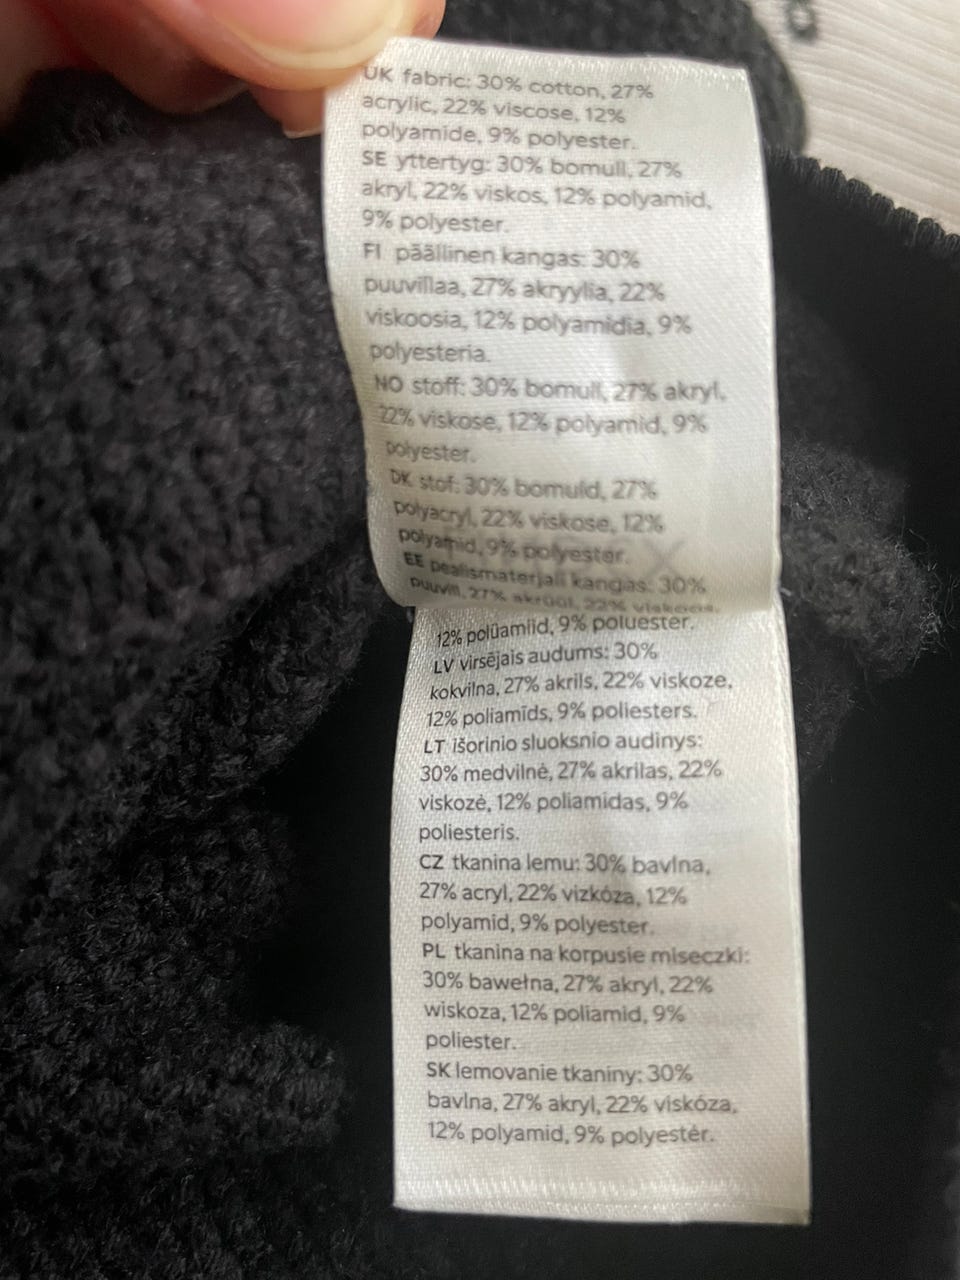 UK fabric: 30% cotton, 27%
acrylic, 22% viscose, 12%
polyamide, 9% polyester.
SE yttertyg: 30% bomull, 27%
akryl, 22% viskos, 12% polyamid,
9% polyester.
FI päällinen kangas: 30%
puuvillaa, 27% akryylia, 22%
viskoosia, 12% polyamidia, 9%
polyesteria.
NO stoff: 30% bomull, 27% akryl,
22% viskose, 12% polyamid, 9%
polyester.
DK stof: 30% bomuld, 27%
polyacryl, 22% viskose, 12%
polyamid, 9% polyester.
EE pealismaterjali kangas: 30%
puuvill, 27% akrüül, 22% viskoos,
12% polüamiid, 9% poluester.
LV virsējais audums: 30%
kokvilna, 27% akrils, 22% viskoze,
12% poliamīds, 9% poliesters.
LT išorinio sluoksnio audinys:
30% medvilnė, 27% akrilas, 22%
viskozė, 12% poliamidas, 9%
poliesteris.
CZ tkanina lemu: 30% bavlna,
27% acryl, 22% vizkóza, 12%
polyamid, 9% polyester.
PL tkanina na korpusie miseczki:
30% bawełna, 27% akryl, 22%
wiskoza, 12% poliamid, 9%
poliester.
SK lemovanie tkaniny: 30%
bavlna, 27% akryl, 22% viskóza,
12% polyamid, 9% polyestér.